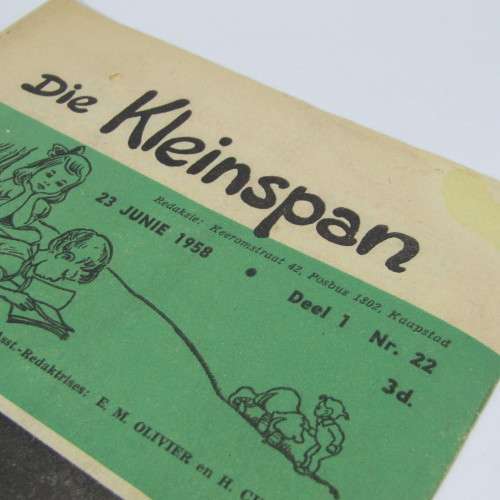 Die Kleinspan
Redaksie: Keeromstraat 42, Posbus 1802, Kaapstad
23 JUNIE 1958 • Deel 1 Nr. 22
3d.
Asst.-Redaktrises: E. M. OLIVIER en H.